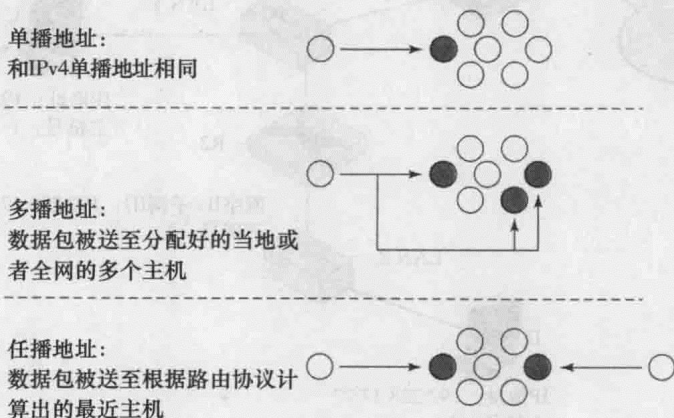 单播地址：
和IPv4单播地址相同
多播地址：
数据包被送至分配好的当地或
者全网的多个主机
任播地址：
数据包被送至根据路由协议计
算出的最近主机